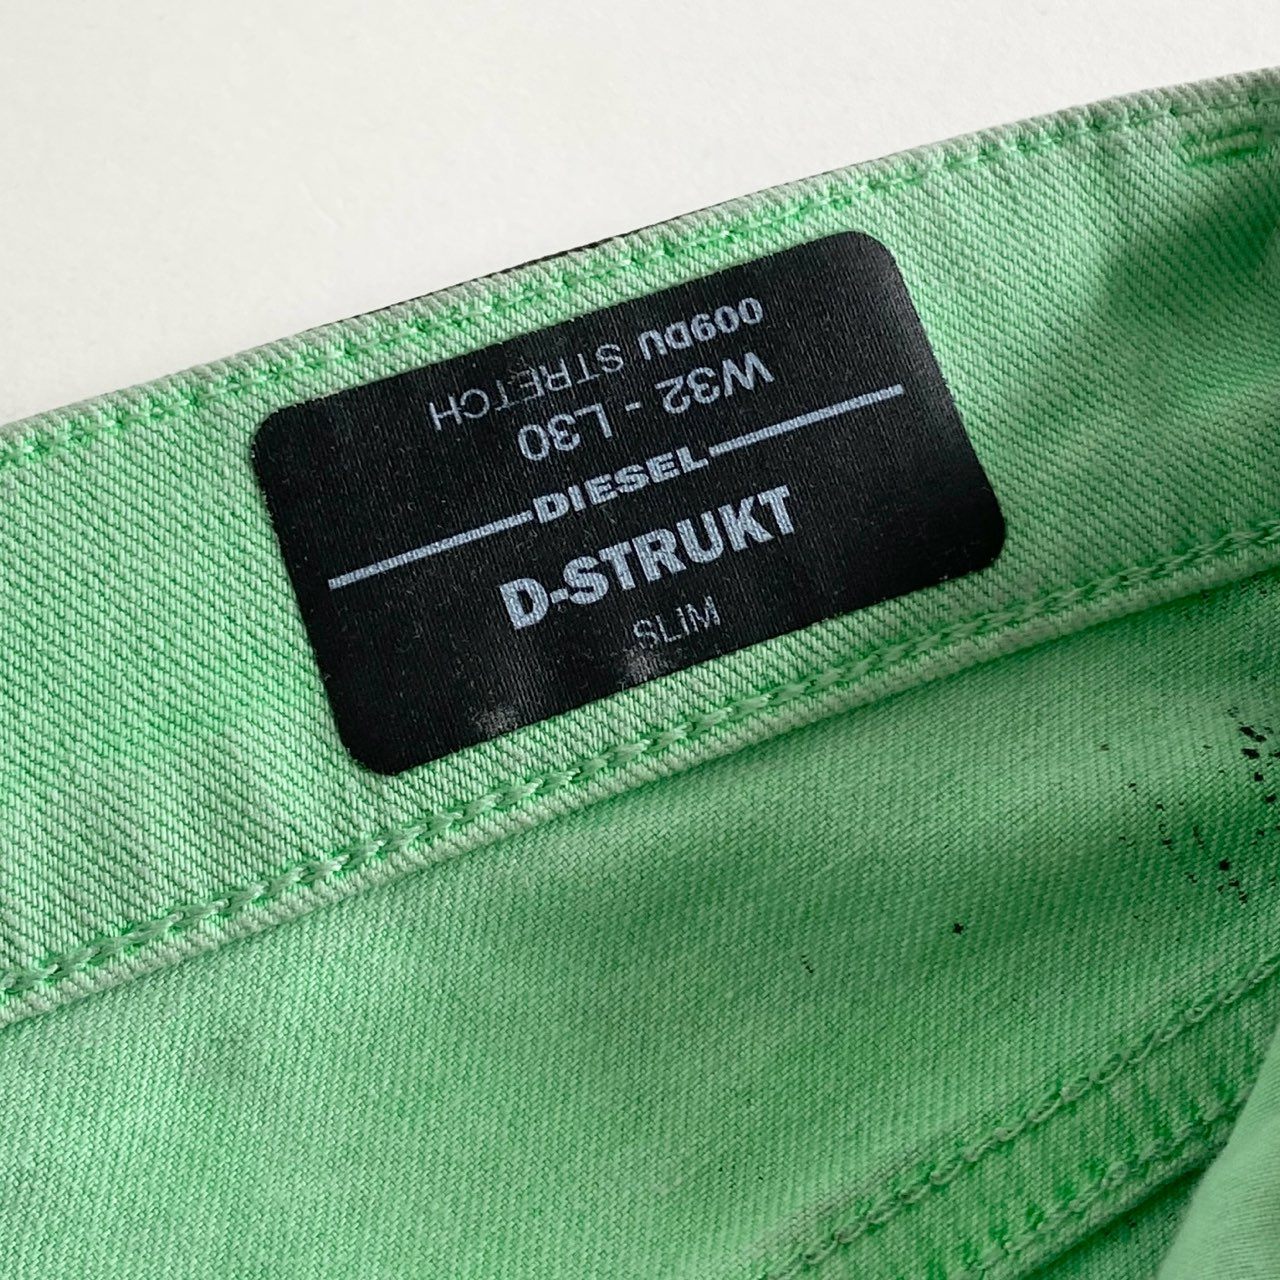 DIESEL
D-STRUKT
SLIM
W32 - L30
009DU STRETCH